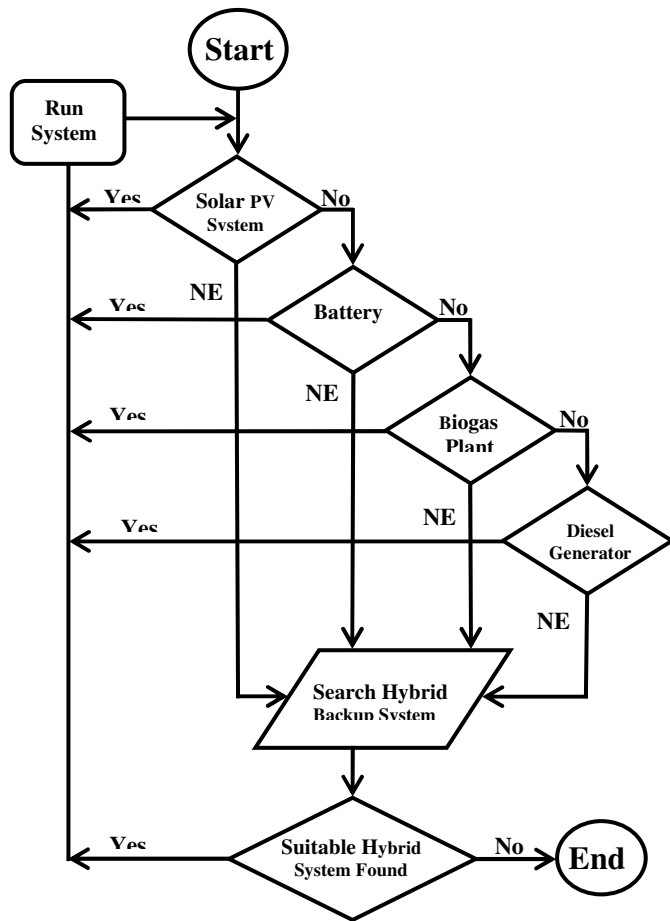 Start
Run
System
Solar PV
System
Yes
No
NE
Battery
Yes
No
NE
Biogas
Plant
Yes
No
NE
Diesel
Generator
Yes
NE
Search Hybrid
Backup System
Suitable Hybrid
System Found
Yes
No
End